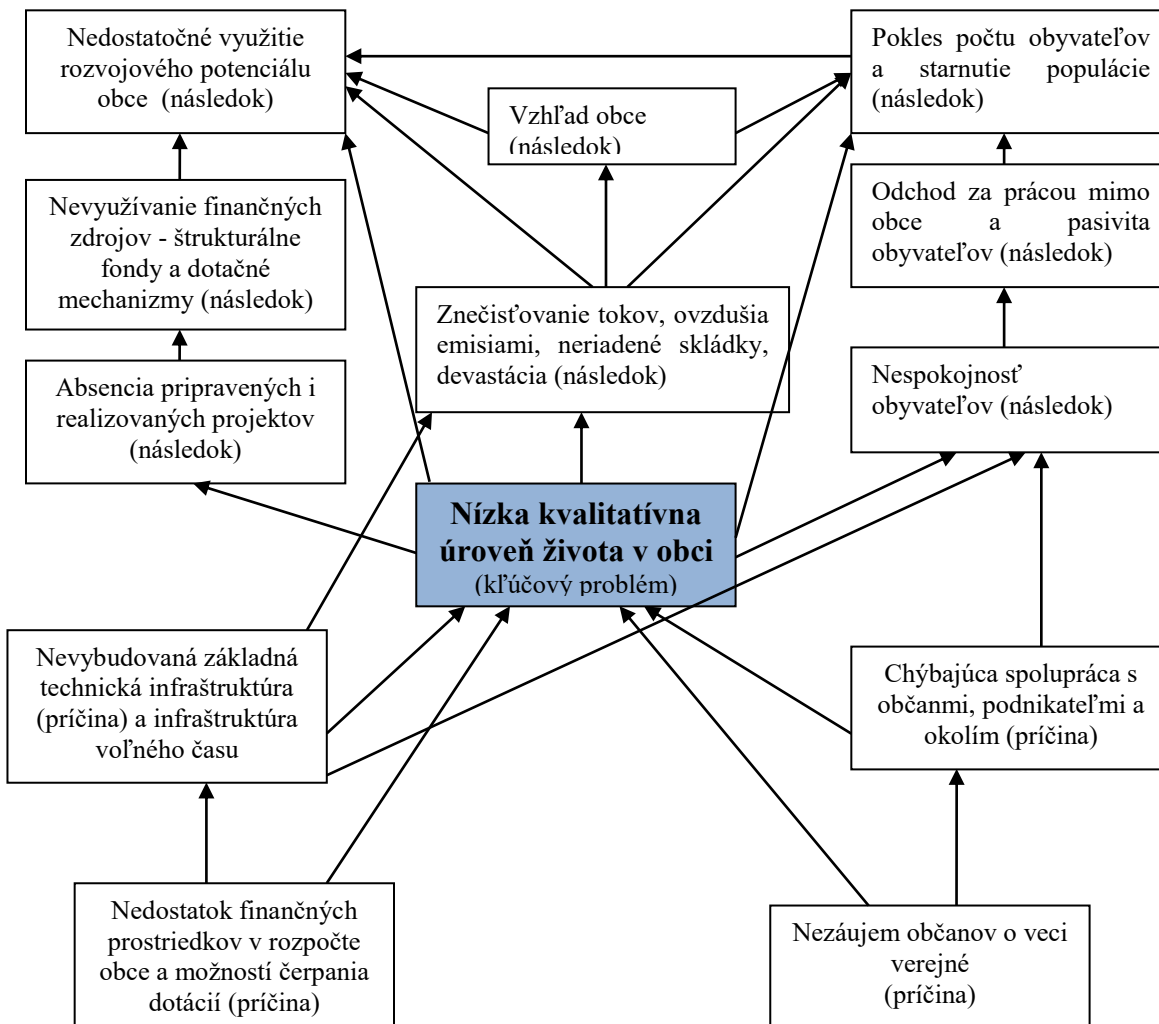 Nedostatočné využitie
rozvojového potenciálu
obce (následok)
Pokles počtu obyvateľov
a starnutie populácie
(následok)
Vzhľad obce
(následok)
Nevyužívanie finančných
zdrojov - štrukturálne
fondy a dotačné
mechanizmy (následok)
Odchod za prácou mimo
obce a pasivita
obyvateľov (následok)
Znečisťovanie tokov, ovzdušia
emisiami, neriadené skládky,
devastácia (následok)
Absencia pripravených i
realizovaných projektov
(následok)
Nespokojnosť
obyvateľov (následok)
Nízka kvalitatívna
úroveň života v obci
(kľúčový problém)
Nevybudovaná základná
technická infraštruktúra
(príčina) a infraštruktúra
voľného času
Chýbajúca spolupráca s
občanmi, podnikateľmi a
okolím (príčina)
Nedostatok finančných
prostriedkov v rozpočte
obce a možností čerpania
dotácií (príčina)
Nezáujem občanov o veci
verejné
(príčina)